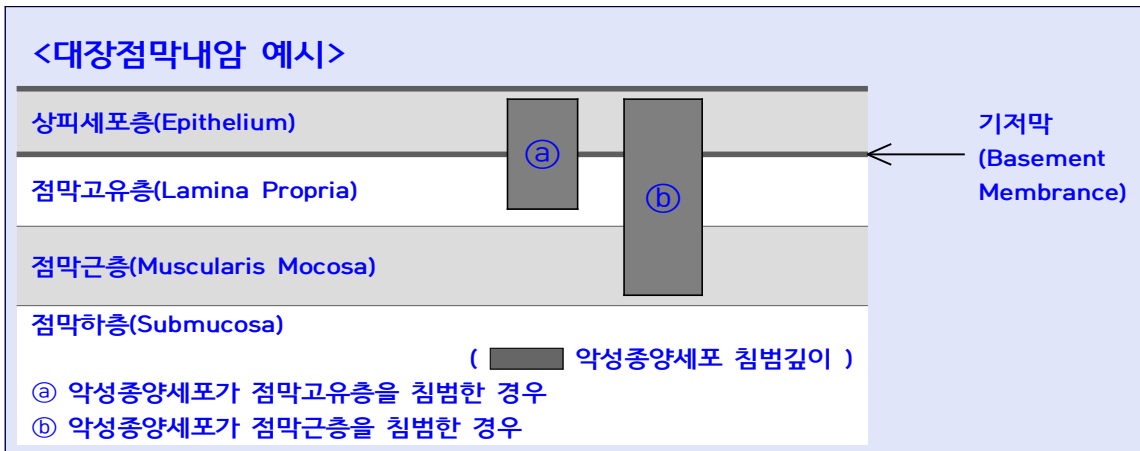 <대장점막내암 예시>
상피세포층(Epithelium)
ⓐ
기저막
(Basement
Membrance)
점막고유층(Lamina Propria)
ⓑ
점막근층(Muscularis Mocosa)
점막하층(Submucosa)
( 악성종양세포 침범깊이 )
ⓐ 악성종양세포가 점막고유층을 침범한 경우
ⓑ 악성종양세포가 점막근층을 침범한 경우